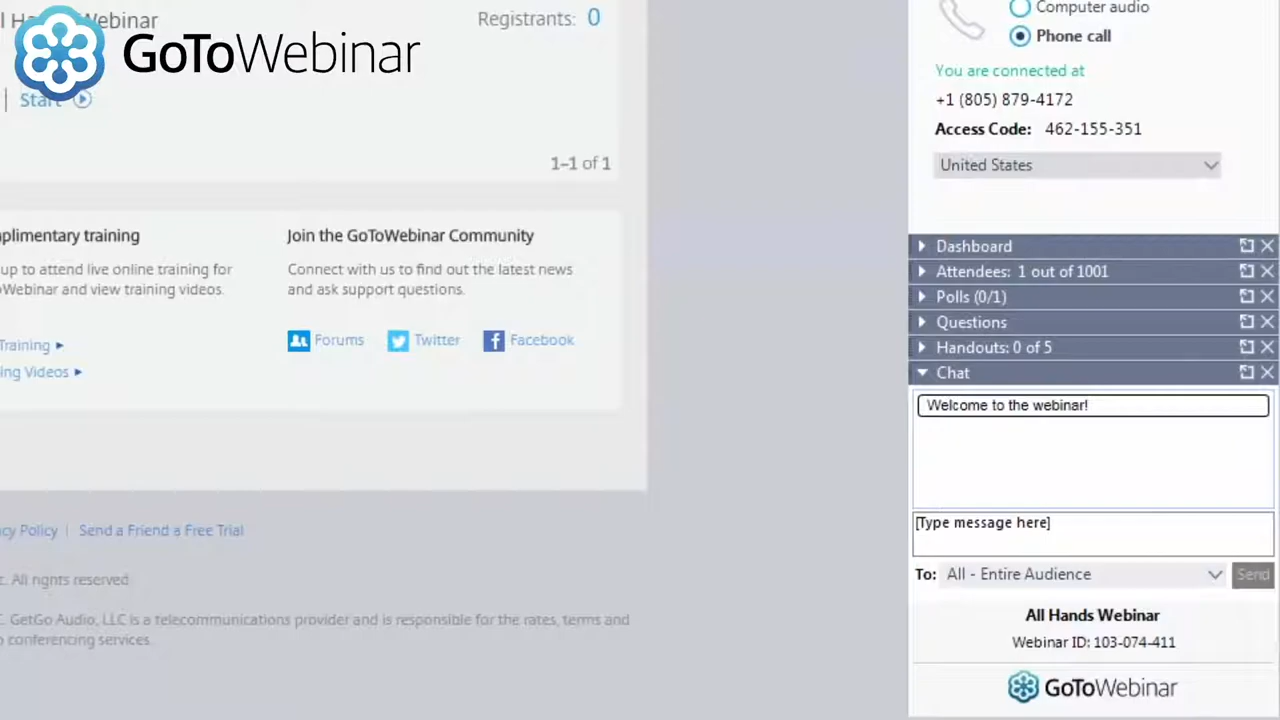 l Ha Webinar
Registrants: 0
GoToWebinar
Start
1–1 of 1
plimentary training
up to attend live online training for
Webinar and view training videos.
Training
ing Videos
Join the GoToWebinar Community
Connect with us to find out the latest news
and ask support questions.
Forums Twitter Facebook
cy Policy | Send a Friend a Free Trial
. All rights reserved
. GetGo Audio, LLC is a telecommunications provider and is responsible for the rates, terms and
conferencing services.
Computer audio
Phone call
You are connected at
+1 (805) 879-4172
Access Code: 462-155-351
United States
Dashboard
Attendees: 1 out of 1001
Polls (0/1)
Questions
Handouts: 0 of 5
Chat
Welcome to the webinar!
[Type message here]
To: All - Entire Audience Send
All Hands Webinar
Webinar ID: 103-074-411
GoToWebinar